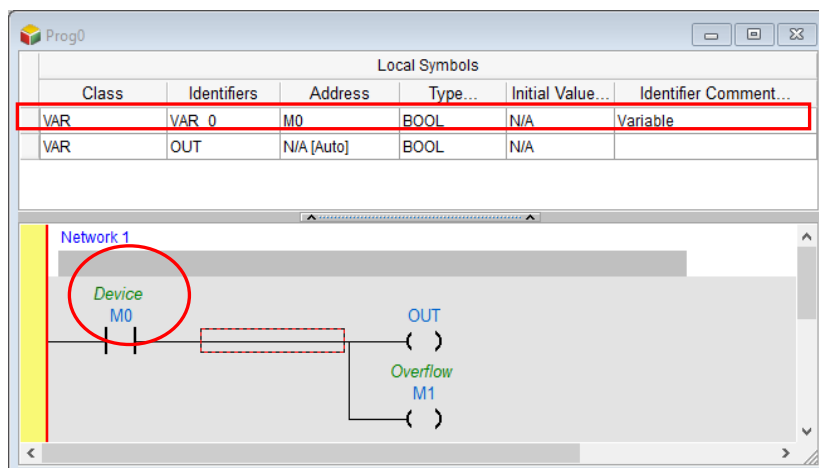 Prog0
Local Symbols
Class Identifiers Address Type... Initial Value... Identifier Comment...
VAR VAR_0 M0 BOOL N/A Variable
VAR OUT N/A [Auto] BOOL N/A
Network 1
Device
M0 OUT
Overflow
M1